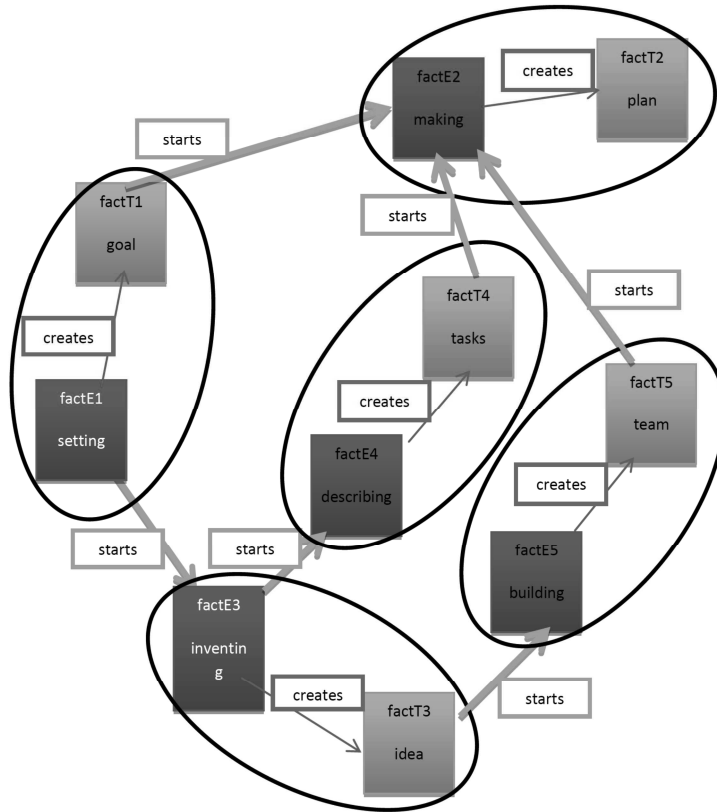 factE2
making
creates
factT2
plan
starts
factT1
goal
starts
factT4
tasks
starts
creates
factE1
setting
creates
factT5
team
factE4
describing
creates
starts
starts
factE5
building
factE3
inventin
g
creates
factT3
idea
starts